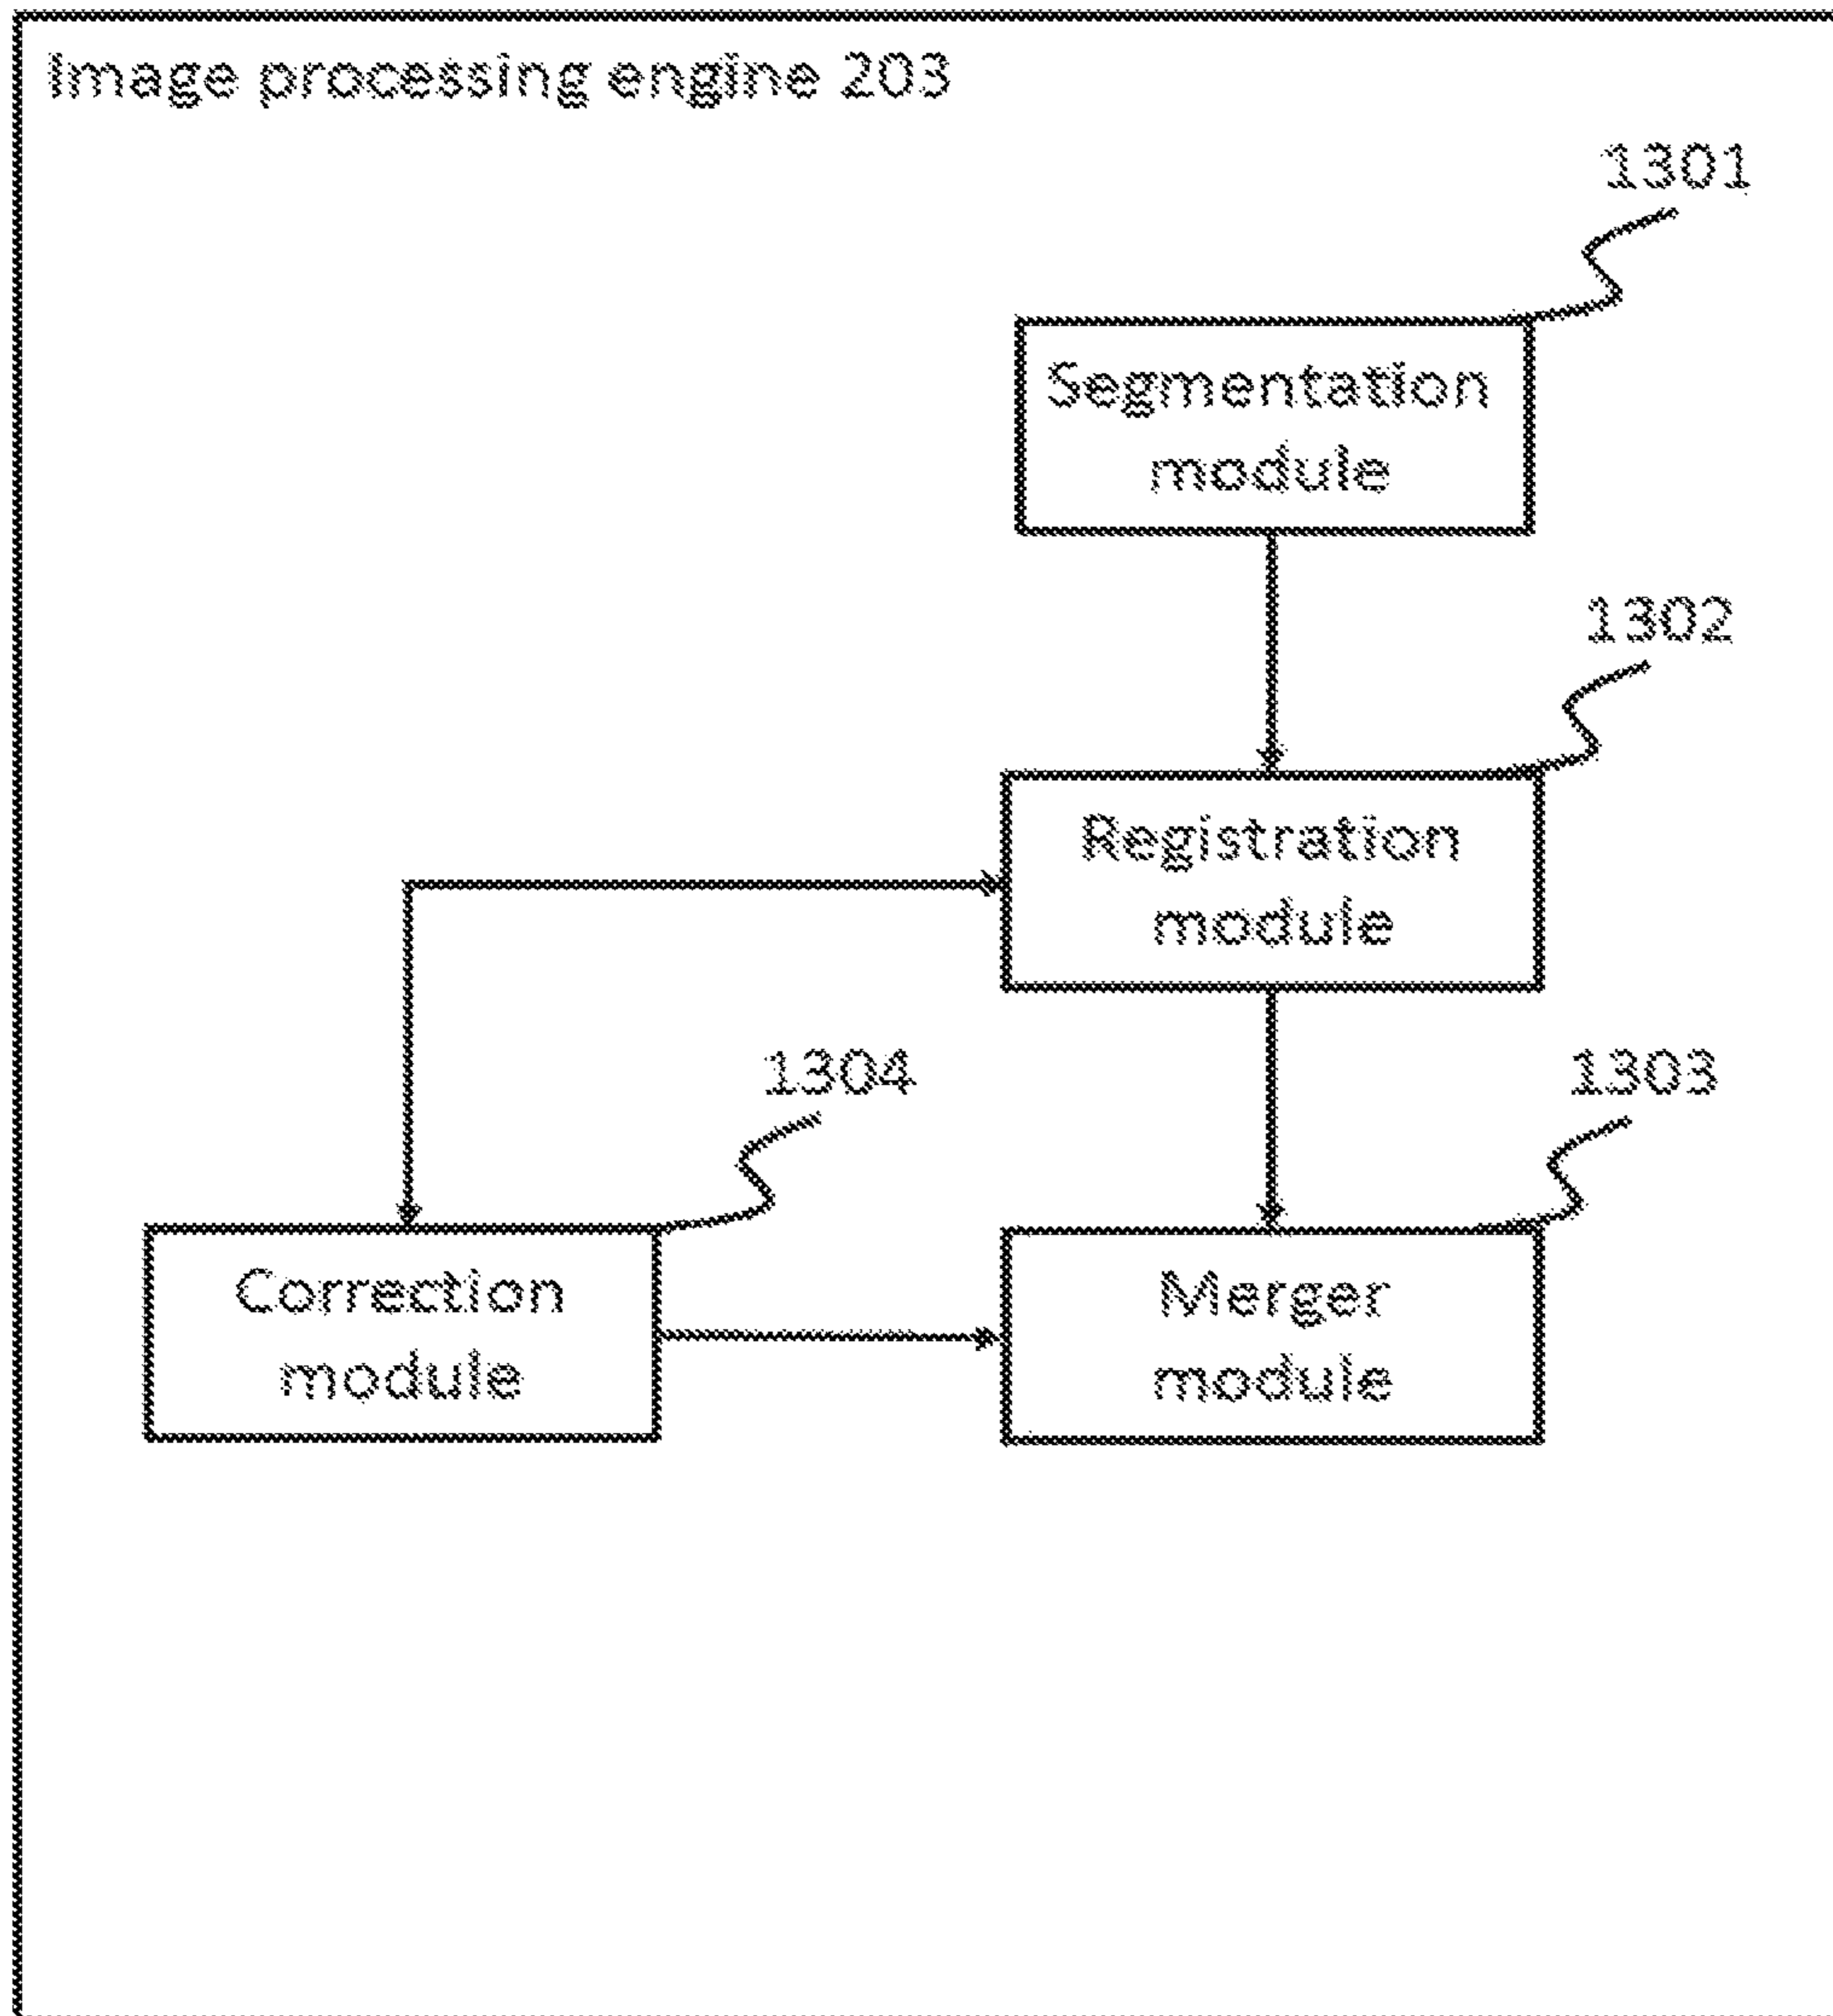 Image processing engine 203
1301
Segmentation
module
1302
Registration
module
1304
1303
Correction
module
Merger
module